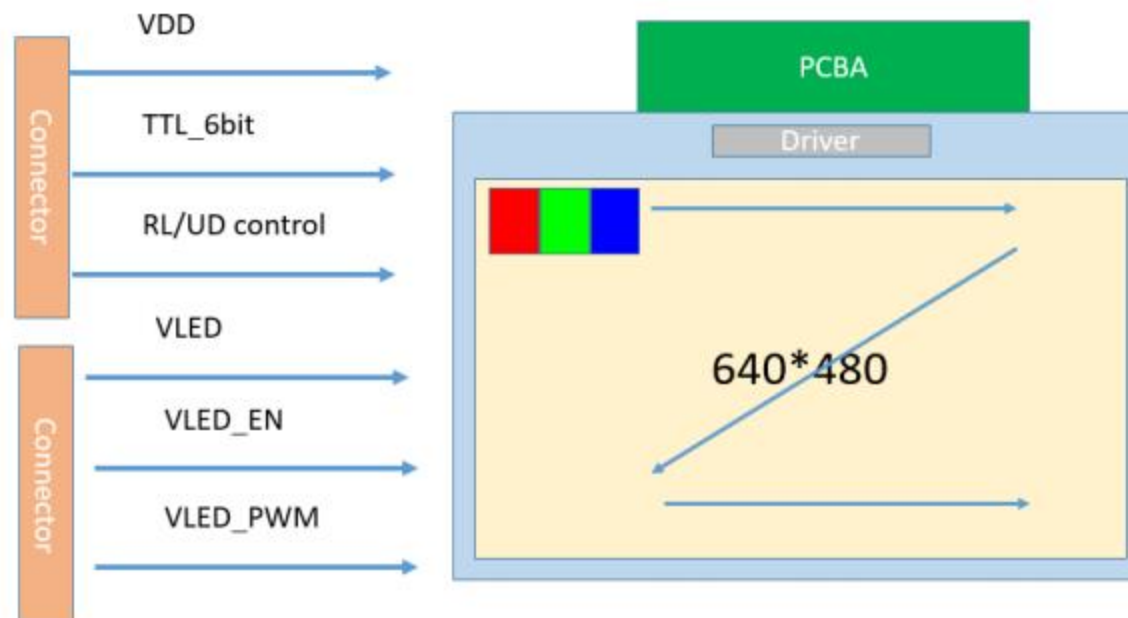 VDD
TTL_6bit
RL/UD control
Connector
VLED
VLED_EN
VLED_PWM
Connector
PCBA
Driver
640*480